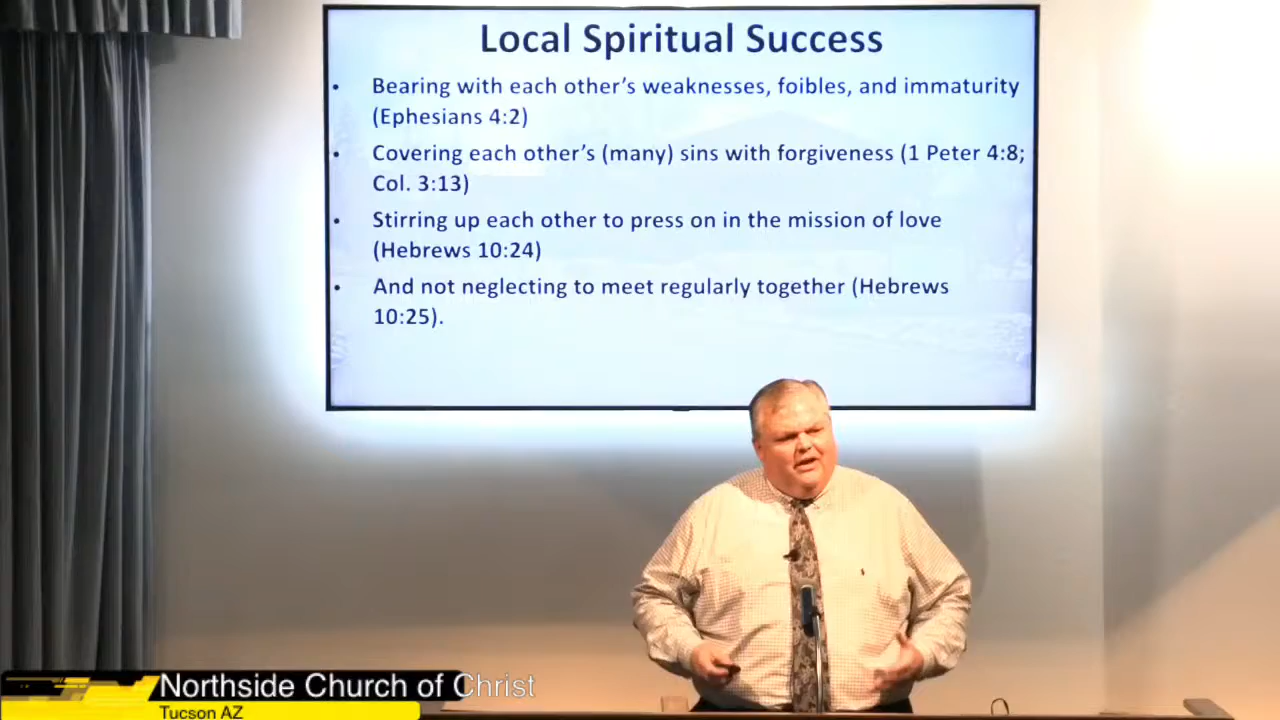 Local Spiritual Success
• Bearing with each other's weaknesses, foibles, and immaturity
(Ephesians 4:2)
• Covering each other's (many) sins with forgiveness (1 Peter 4:8;
Col. 3:13)
• Stirring up each other to press on in the mission of love
(Hebrews 10:24)
• And not neglecting to meet regularly together (Hebrews
10:25).
Northside Church of Christ
Tucson AZ